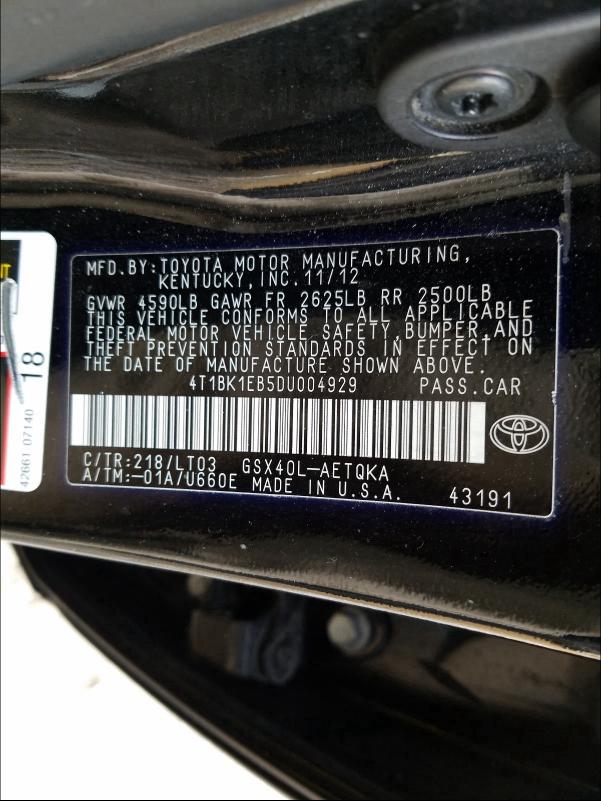 MFD.BY:TOYOTA MOTOR MANUFACTURING,
KENTUCKY,INC.11/12
GVWR 4590LB GAWR FR 2625LB RR 2500LB
THIS VEHICLE CONFORMS TO ALL APPLICABLE
FEDERAL MOTOR VEHICLE SAFETY,BUMPER,AND
THEFT PREVENTION STANDARDS IN EFFECT ON
THE DATE OF MANUFACTURE SHOWN ABOVE.
4T1BK1EB5DU004929 PASS.CAR
C/TR:218/LT03 GSX40L-AETQKA
A/TM:-01A/U660E MADE IN U.S.A. 43191
NT
18
42661-07140